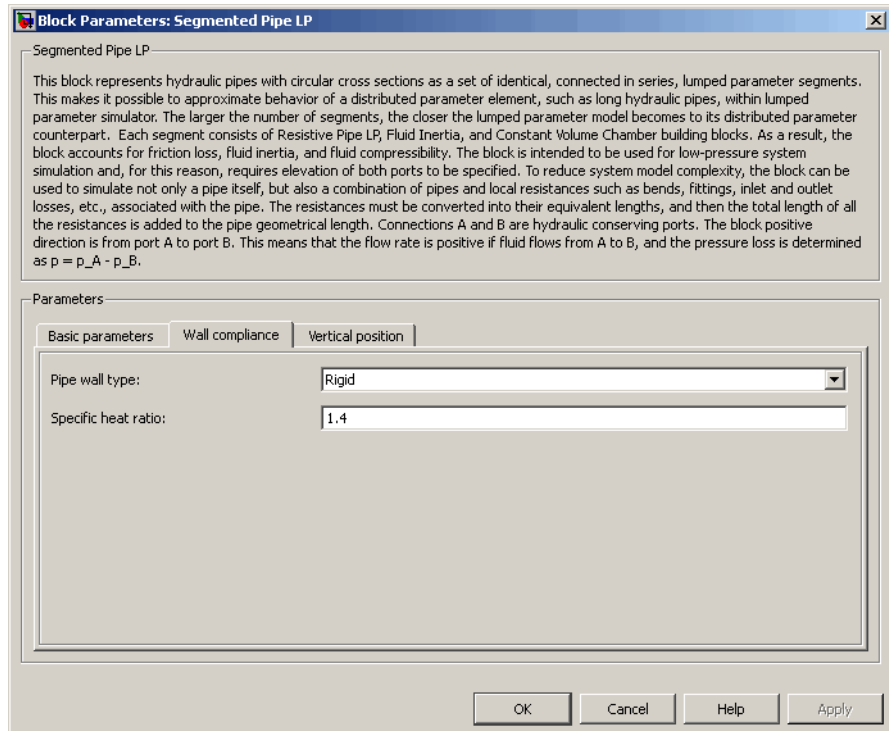 Block Parameters: Segmented Pipe LP
Segmented Pipe LP
This block represents hydraulic pipes with circular cross sections as a set of identical, connected in series, lumped parameter segments.
This makes it possible to approximate behavior of a distributed parameter element, such as long hydraulic pipes, within lumped
parameter simulator. The larger the number of segments, the closer the lumped parameter model becomes to its distributed parameter
counterpart.  Each segment consists of Resistive Pipe LP, Fluid Inertia, and Constant Volume Chamber building blocks. As a result, the
block accounts for friction loss, fluid inertia, and fluid compressibility. The block is intended to be used for low-pressure system
simulation and, for this reason, requires elevation of both ports to be specified. To reduce system model complexity, the block can be
used to simulate not only a pipe itself, but also a combination of pipes and local resistances such as bends, fittings, inlet and outlet
losses, etc., associated with the pipe. The resistances must be converted into their equivalent lengths, and then the total length of all
the resistances is added to the pipe geometrical length. Connections A and B are hydraulic conserving ports. The block positive
direction is from port A to port B. This means that the flow rate is positive if fluid flows from A to B, and the pressure loss is determined
as p = p_A - p_B.
Parameters
Basic parameters Wall compliance Vertical position
Pipe wall type: Rigid
Specific heat ratio: 1.4
OK Cancel Help Apply